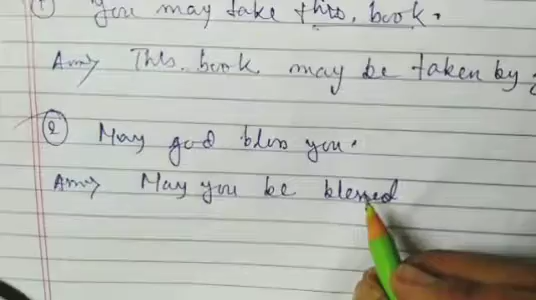 (1) You may take this book.
Ans) This book may be taken by
(2) May god bless you.
Ans) May you be blessed